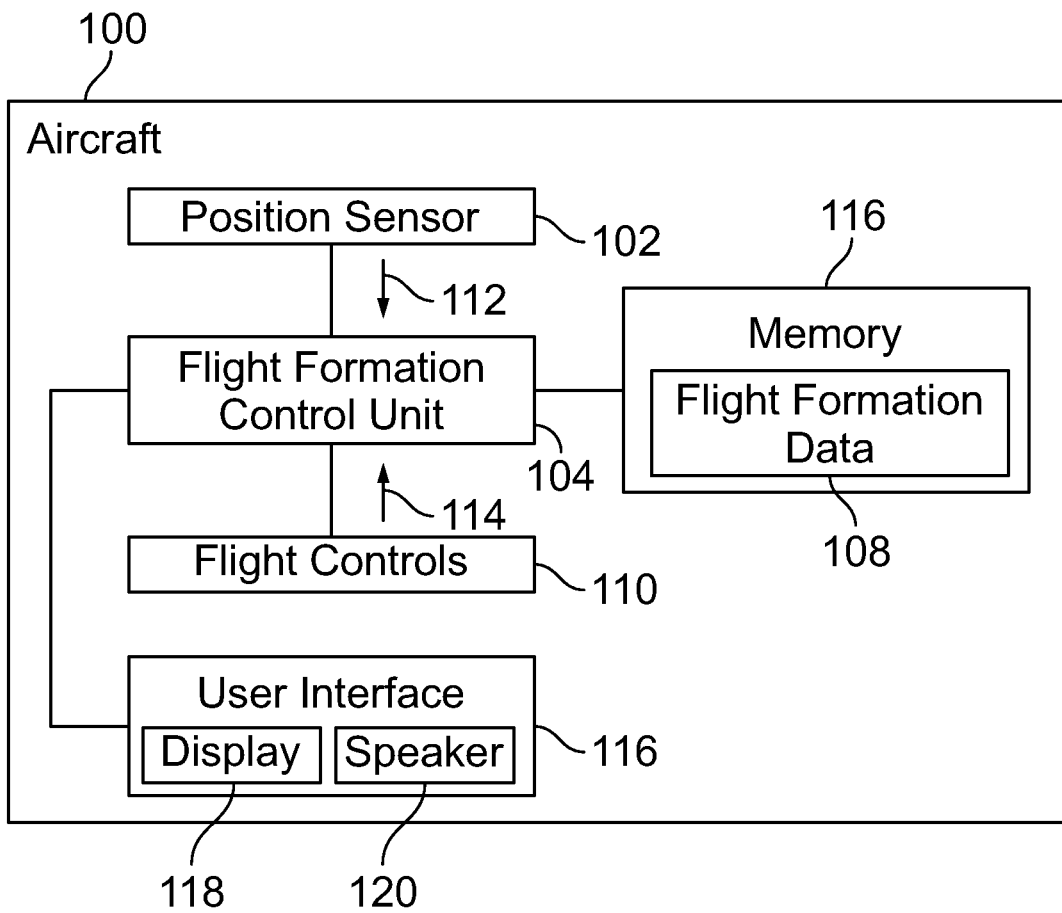 100
Aircraft
Position Sensor
102
116
112
Memory
Flight Formation
Control Unit
Flight Formation
Data
104
114
108
Flight Controls
110
User Interface
116
Display
Speaker
118
120